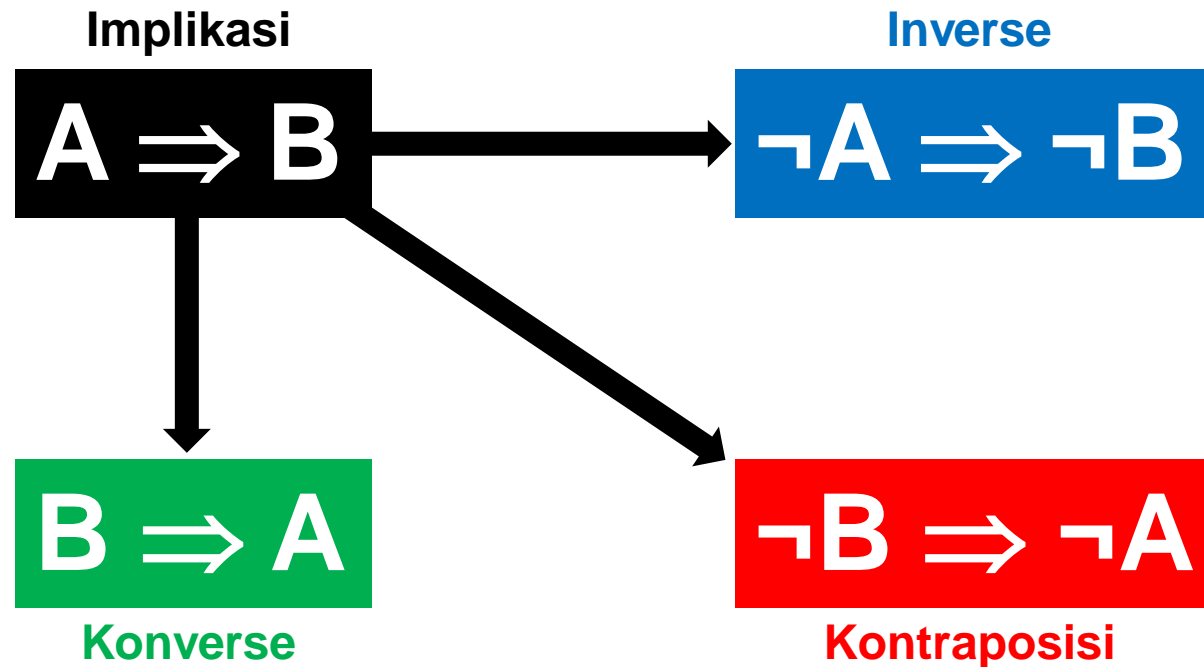 Implikasi
A ⇒ B
Inverse
¬A ⇒ ¬B
B ⇒ A
Konverse
¬B ⇒ ¬A
Kontraposisi